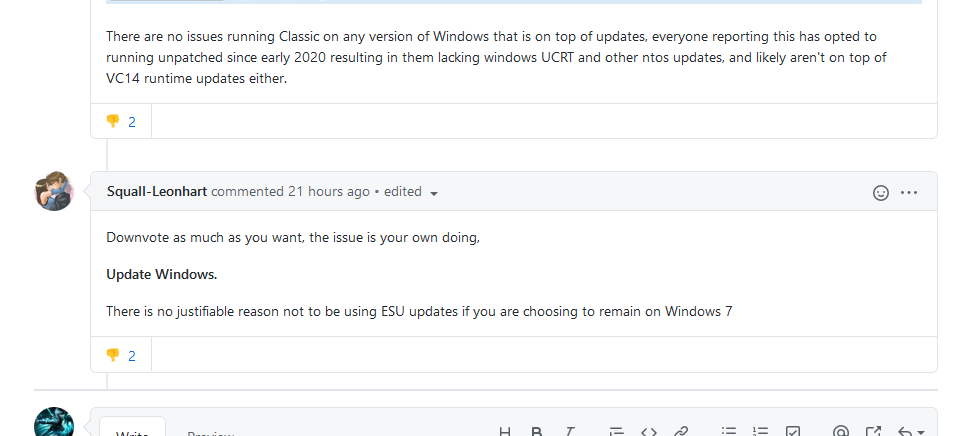 There are no issues running Classic on any version of Windows that is on top of updates, everyone reporting this has opted to
running unpatched since early 2020 resulting in them lacking windows UCRT and other ntos updates, and likely aren't on top of
VC14 runtime updates either.
2
Squall-Leonhart commented 21 hours ago • edited
Downvote as much as you want, the issue is your own doing,
Update Windows.
There is no justifiable reason not to be using ESU updates if you are choosing to remain on Windows 7
2
Write Preview